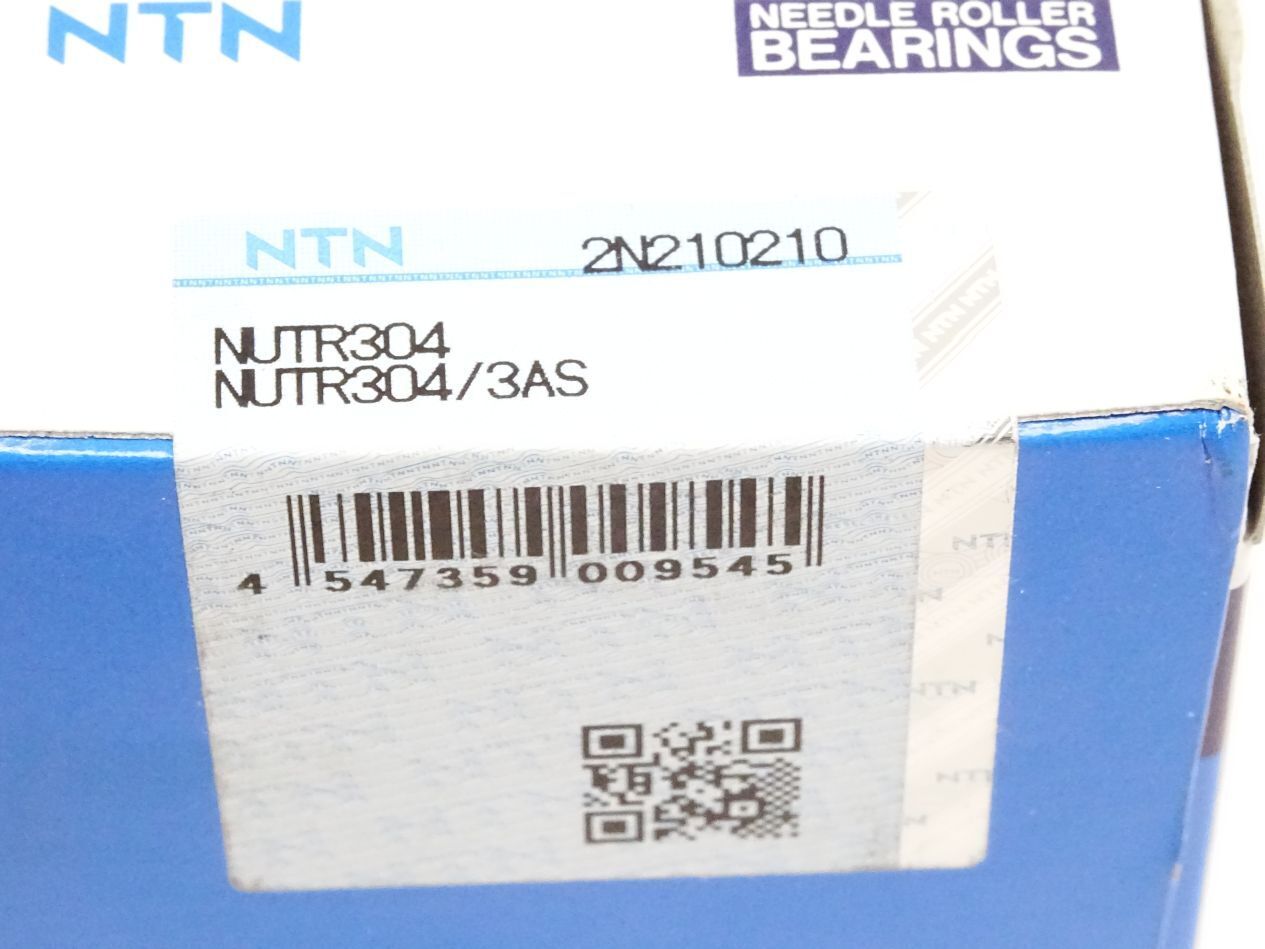 NTN
NEEDLE ROLLER
BEARINGS
NTN 2N210210
NUTR304
NUTR304/3AS
4 547359 009545